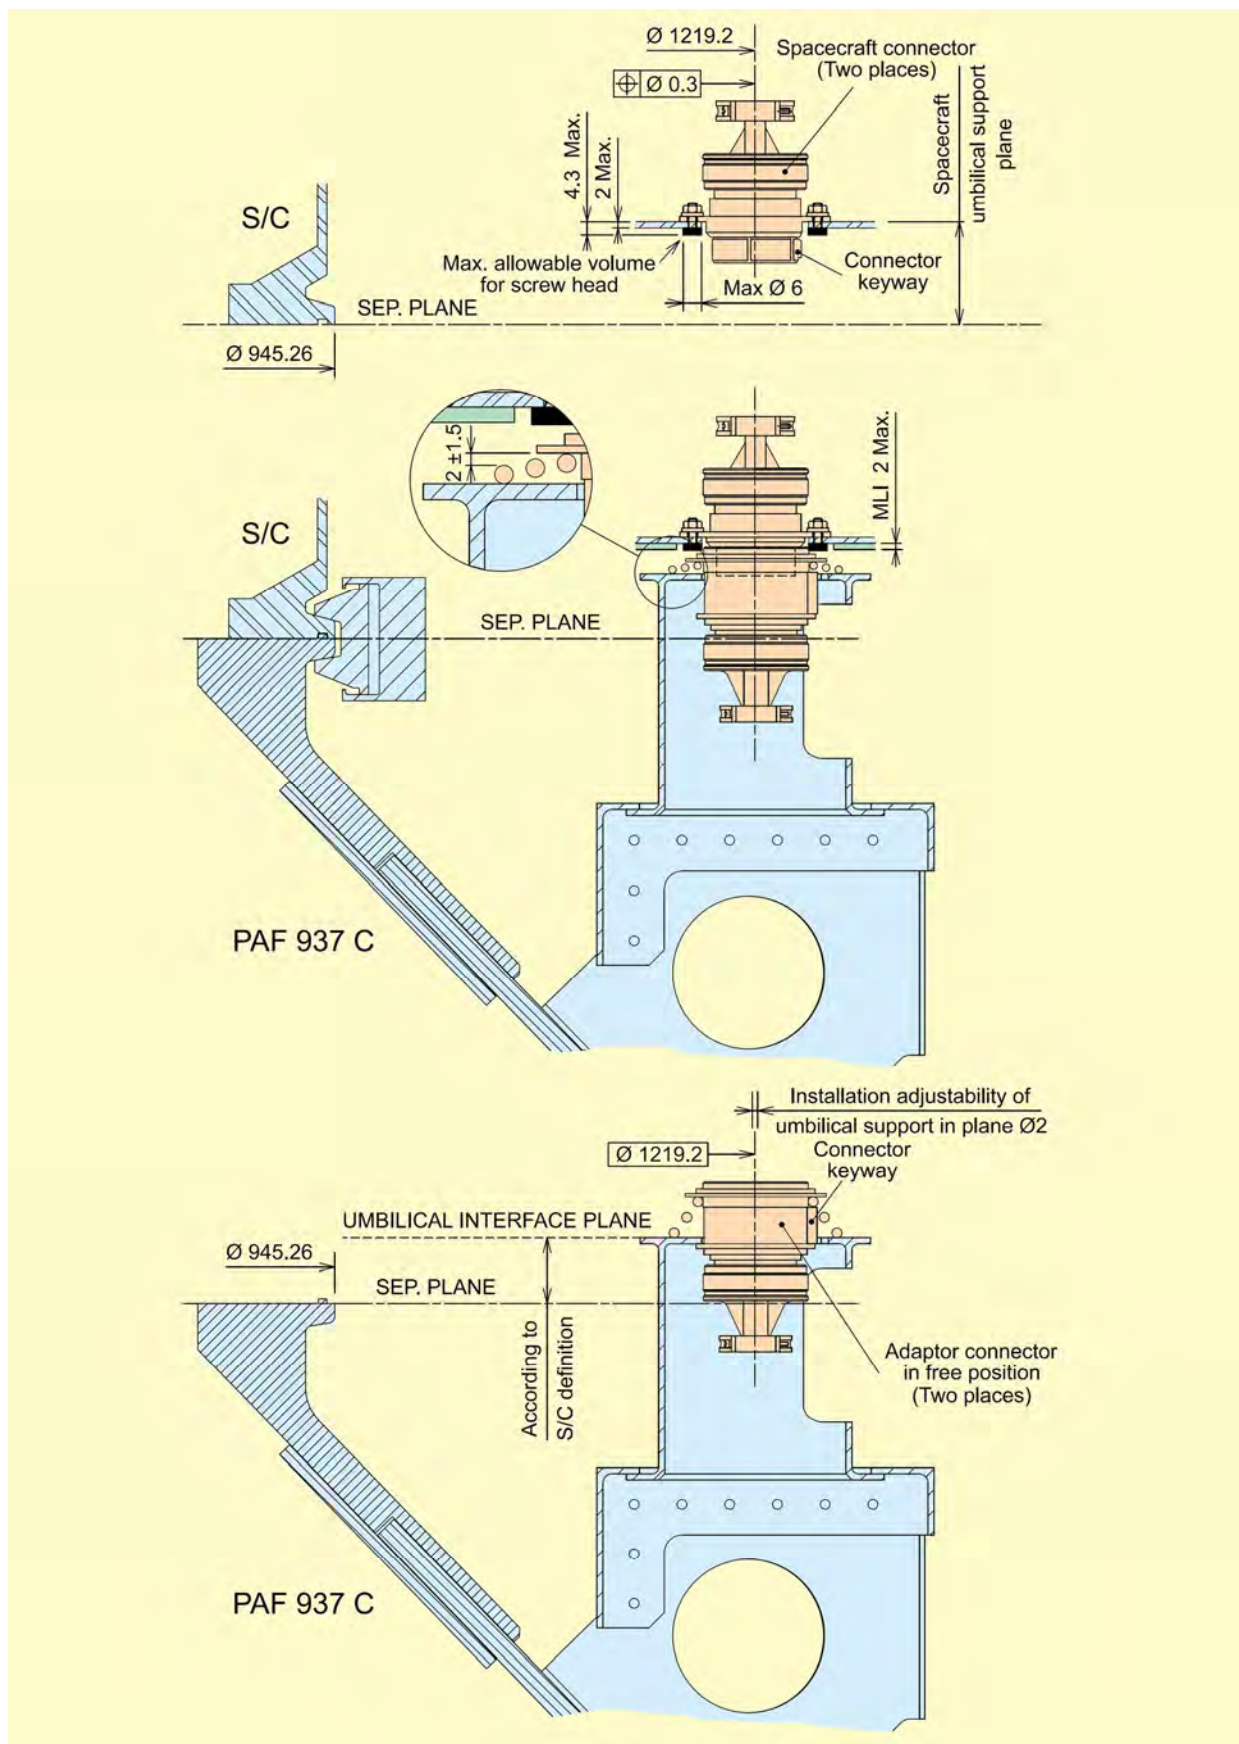 Ø 1219.2
Spacecraft connector
(Two places)
Ø 0.3
4.3 Max.
2 Max.
Spacecraft
umbilical support
plane
S/C
Max. allowable volume
for screw head
Connector
keyway
Max Ø 6
SEP. PLANE
Ø 945.26
2 ±1.5
MLI 2 Max.
S/C
SEP. PLANE
PAF 937 C
Installation adjustability of
umbilical support in plane Ø2
Connector
keyway
Ø 1219.2
UMBILICAL INTERFACE PLANE
Ø 945.26
SEP. PLANE
According to
S/C definition
Adaptor connector
in free position
(Two places)
PAF 937 C